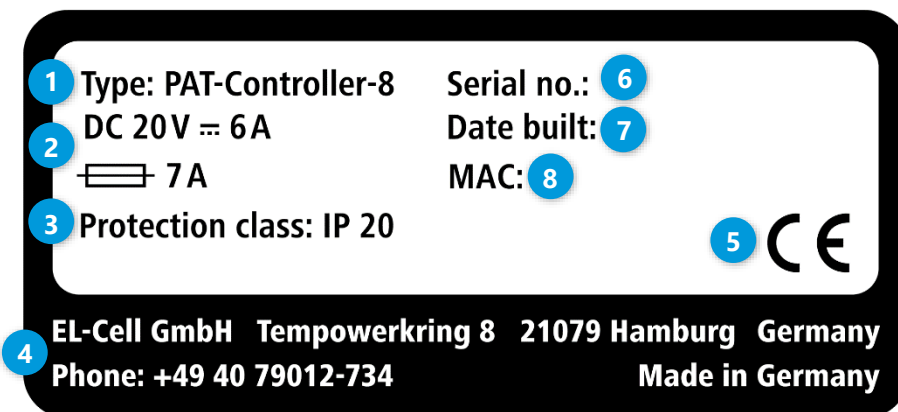 1 Type: PAT-Controller-8 Serial no.: 6
2 DC 20 V ⎓ 6 A Date built: 7
7 A MAC: 8
3 Protection class: IP 20
5 CE
4 EL-Cell GmbH Tempowerkring 8 21079 Hamburg Germany
Phone: +49 40 79012-734 Made in Germany